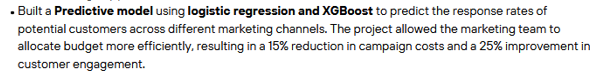 • Built a Predictive model using logistic regression and XGBoost to predict the response rates of
potential customers across different marketing channels. The project allowed the marketing team to
allocate budget more efficiently, resulting in a 15% reduction in campaign costs and a 25% improvement in
customer engagement.